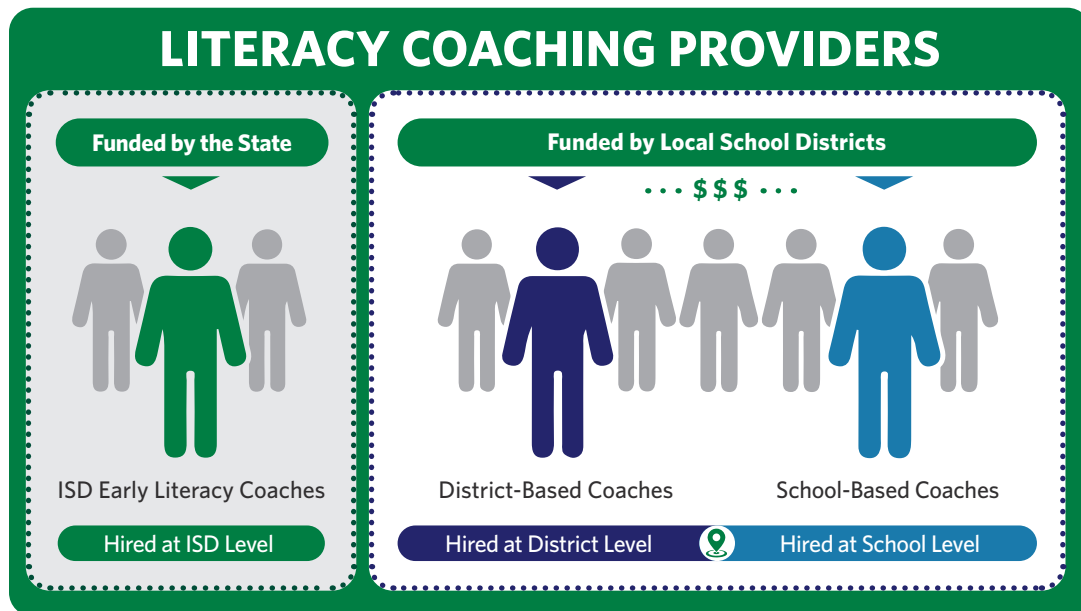 LITERACY COACHING PROVIDERS
Funded by the State
ISD Early Literacy Coaches
Hired at ISD Level
Funded by Local School Districts
... $$$ ...
District-Based Coaches
School-Based Coaches
Hired at District Level
Hired at School Level